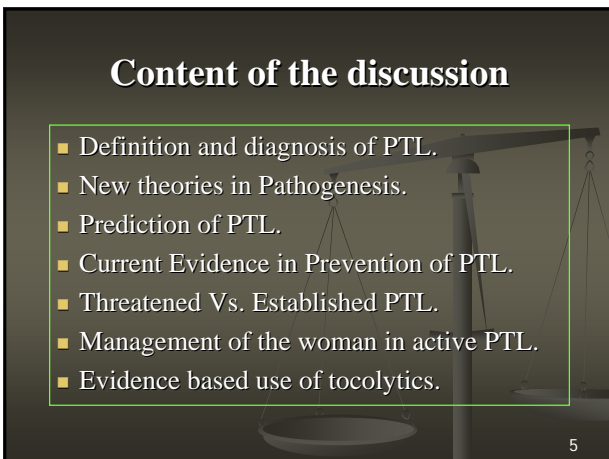 Content of the discussion
Definition and diagnosis of PTL.
New theories in Pathogenesis.
Prediction of PTL.
Current Evidence in Prevention of PTL.
Threatened Vs. Established PTL.
Management of the woman in active PTL.
Evidence based use of tocolytics.
5